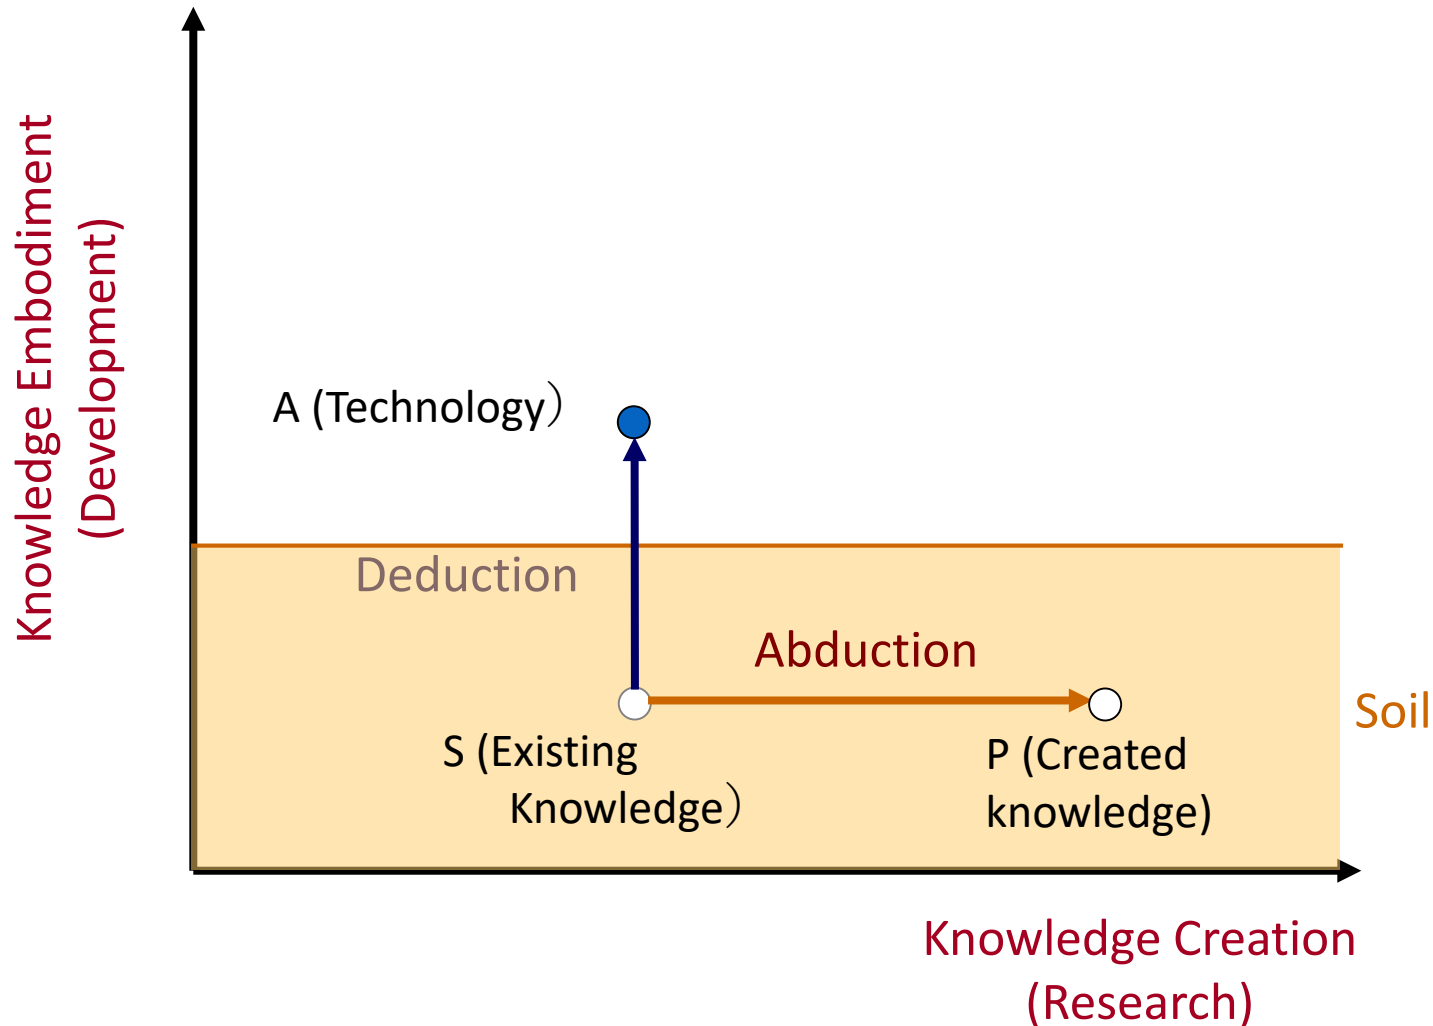 Knowledge Embodiment
(Development)
A (Technology）
Deduction
Abduction
Soil
S (Existing
Knowledge）
P (Created
knowledge)
Knowledge Creation
(Research)